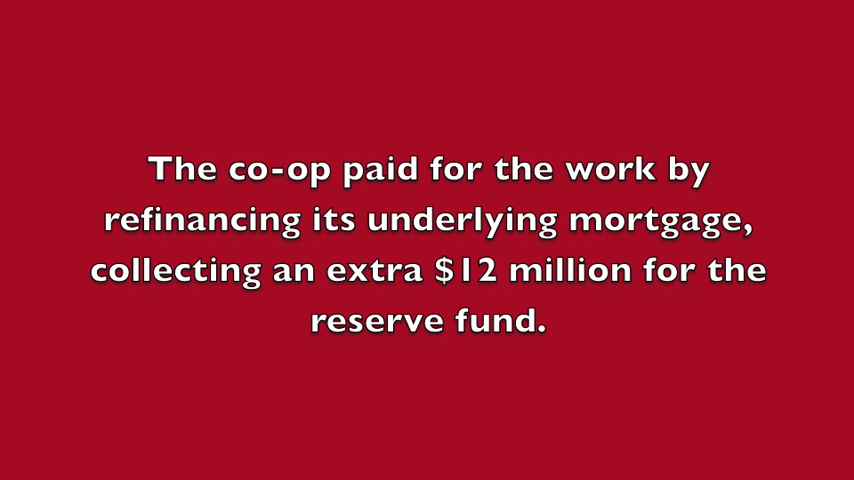 The co-op paid for the work by
refinancing its underlying mortgage,
collecting an extra $12 million for the
reserve fund.